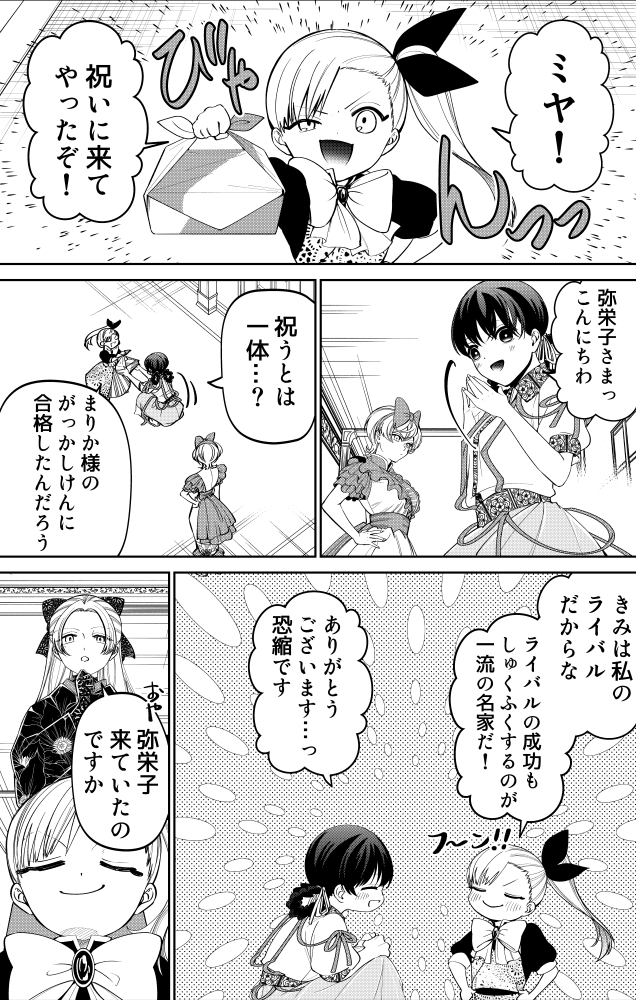 ミヤ！
祝いに来て
やったぞ！
びゃ
んっっ
弥栄子さまっ
こんにちわ
祝うとは
一体…？
まりか様の
がっかしけんに
合格したんだろう
きみは私の
ライバル
だからな
ライバルの成功も
しゅくふくするのが
一流の名家だ！
フーン!!
ありがとう
ございます…っ
恐縮です
おや
弥栄子
来ていたの
ですか